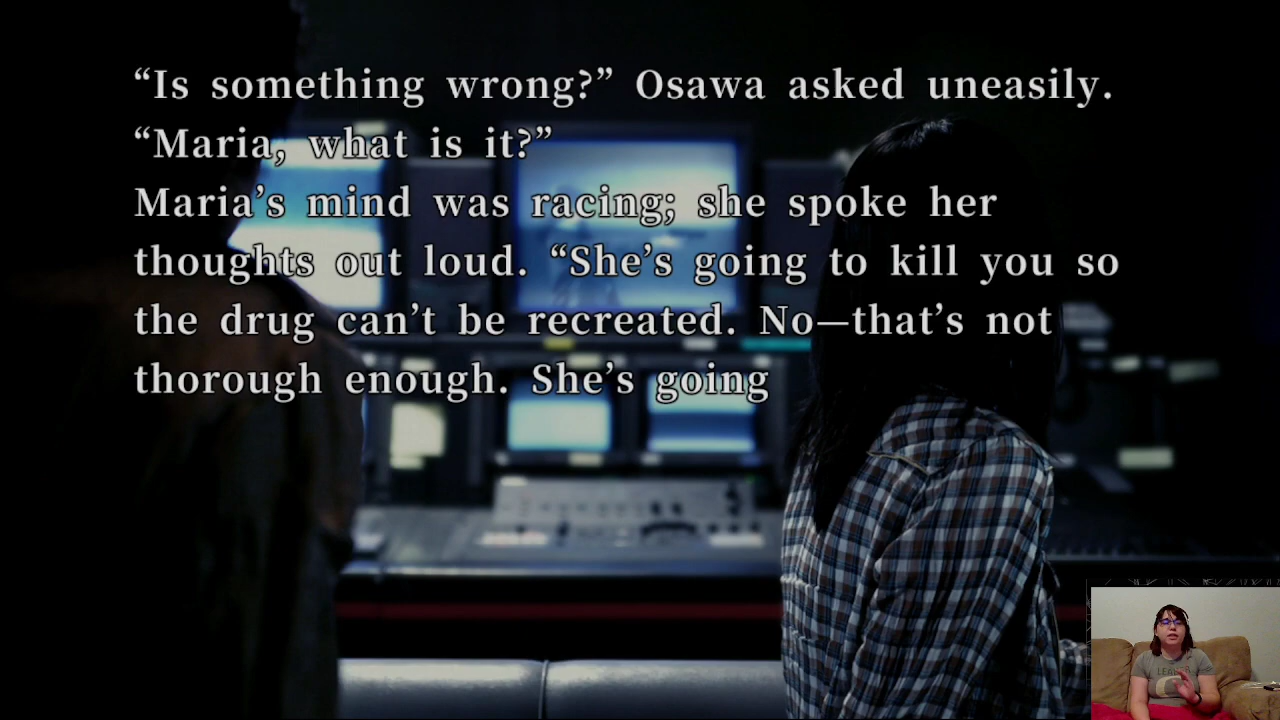 “Is something wrong?” Osawa asked uneasily.
“Maria, what is it?”
Maria’s mind was racing; she spoke her
thoughts out loud. “She’s going to kill you so
the drug can’t be recreated. No—that’s not
thorough enough. She’s going